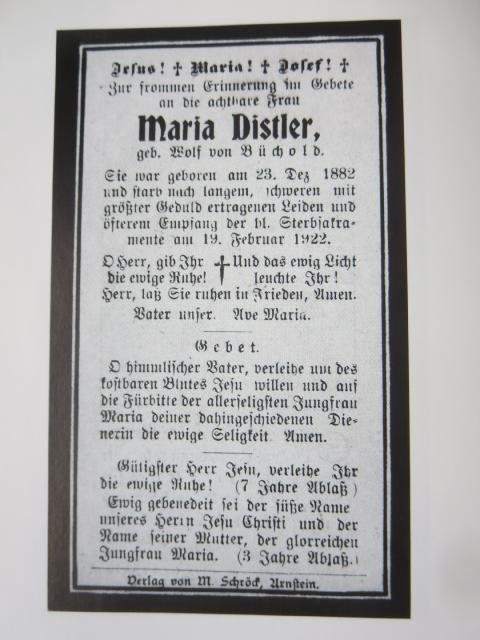 Jesus! ✝ Maria! ✝ Josef! ✝
Zur frommen Erinnerung im Gebete
an die achtbare Frau
Maria Distler,
geb. Wolf von Büchold.
Sie war geboren am 23. Dez 1882
und starb nach langem, schweren mit
größter Geduld ertragenen Leiden und
öfterem Empfang der hl. Sterbsakra-
mente am 19. Februar 1922.
O Herr, gib Ihr ✝ Und das ewig Licht
die ewige Ruhe! leuchte Ihr!
Herr, laß Sie ruhen in Frieden, Amen.
Vater unser. Ave Maria.
Gebet.
O himmlischer Vater, verleihe um des
kostbaren Blutes Jesu willen und auf
die Fürbitte der allerseligsten Jungfrau
Maria deiner dahingeschiedenen Die-
nerin die ewige Seligkeit. Amen.
Gütigster Herr Jesu, verleihe Ihr
die ewige Ruhe! (7 Jahre Ablaß)
Ewig gebenedeit sei der süße Name
unseres Herrn Jesu Christi und der
Name seiner Mutter, der glorreichen
Jungfrau Maria. (3 Jahre Ablaß.)
Verlag von M. Schröck, Arnstein.